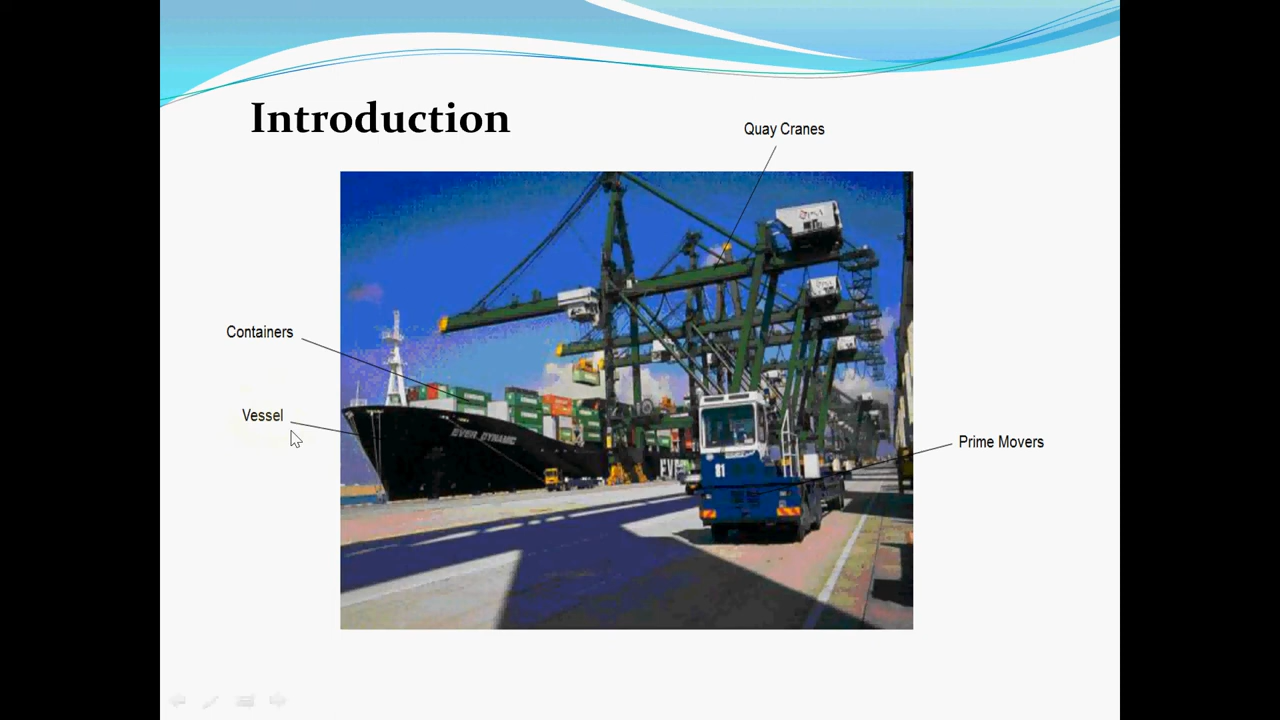 Introduction
Quay Cranes
Containers
Vessel
Prime Movers
EVER DYNAMIC
81